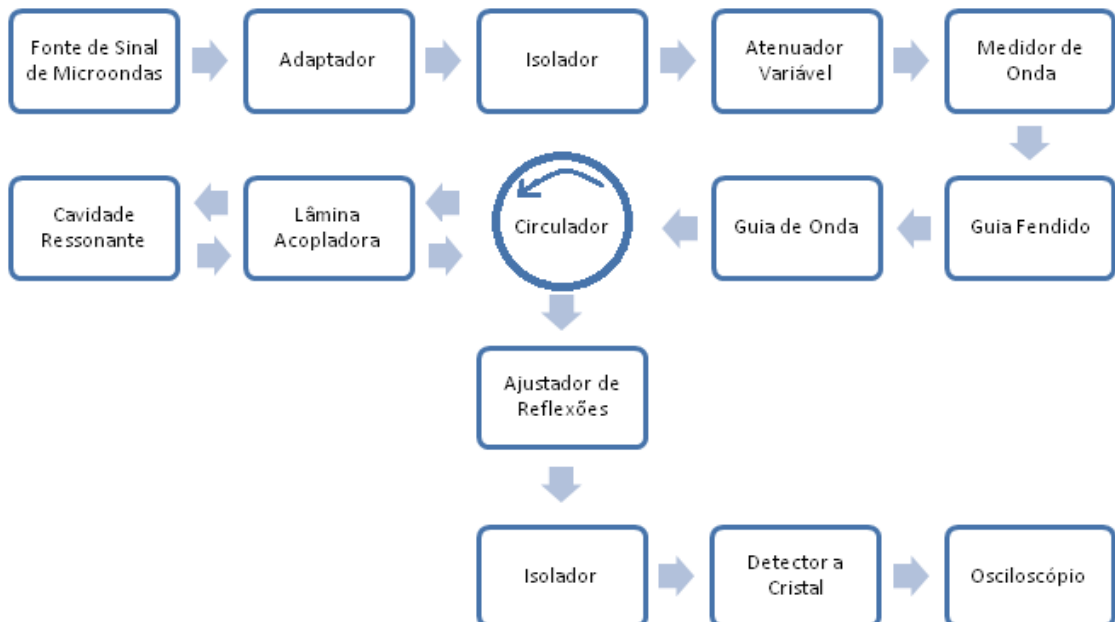 Fonte de Sinal
de Microondas
Adaptador
Isolador
Atenuador
Variável
Medidor de
Onda
Cavidade
Ressonante
Lâmina
Acopladora
Circulador
Guia de Onda
Guia Fendido
Ajustador de
Reflexões
Isolador
Detector a
Cristal
Osciloscópio